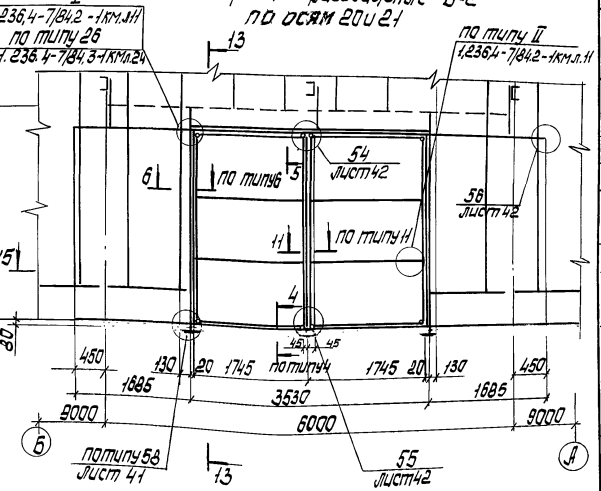 по осям 20 и 21
1.236.4-7/84.2-1КМ л.11
по типу 26
1.236.4-7/84.3-1КМ л.24
13
по типу II
1.236.4-7/84.2-1КМ л.11
54
лист 42
5
6
по типу 6
56
лист 42
11
по типу 11
15
4
80
45
45
450
130
20
1745
по типу 4
1745
20
130
450
1685
3530
1685
9000
6000
9000
Б
А
по типу 58
лист 41
13
55
лист 42